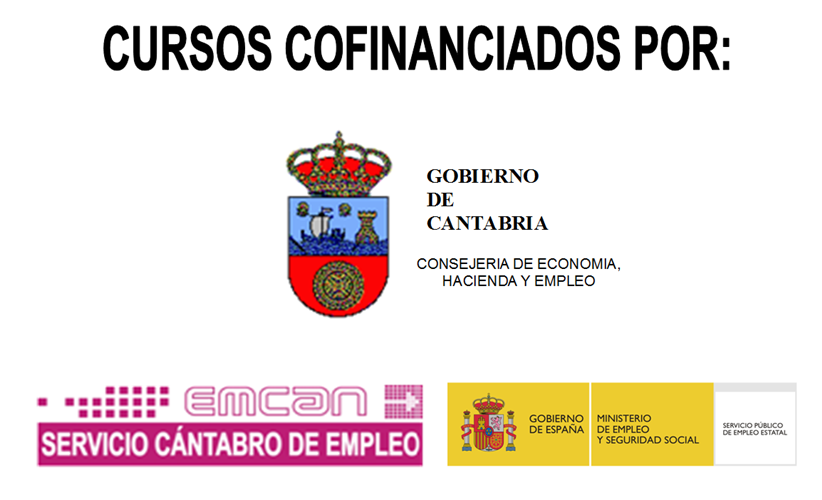 CURSOS COFINANCIADOS POR:
GOBIERNO
DE
CANTABRIA
CONSEJERIA DE ECONOMIA,
HACIENDA Y EMPLEO
emcan
SERVICIO CÁNTABRO DE EMPLEO
GOBIERNO
DE ESPAÑA
MINISTERIO
DE EMPLEO
Y SEGURIDAD SOCIAL
SERVICIO PÚBLICO
DE EMPLEO ESTATAL